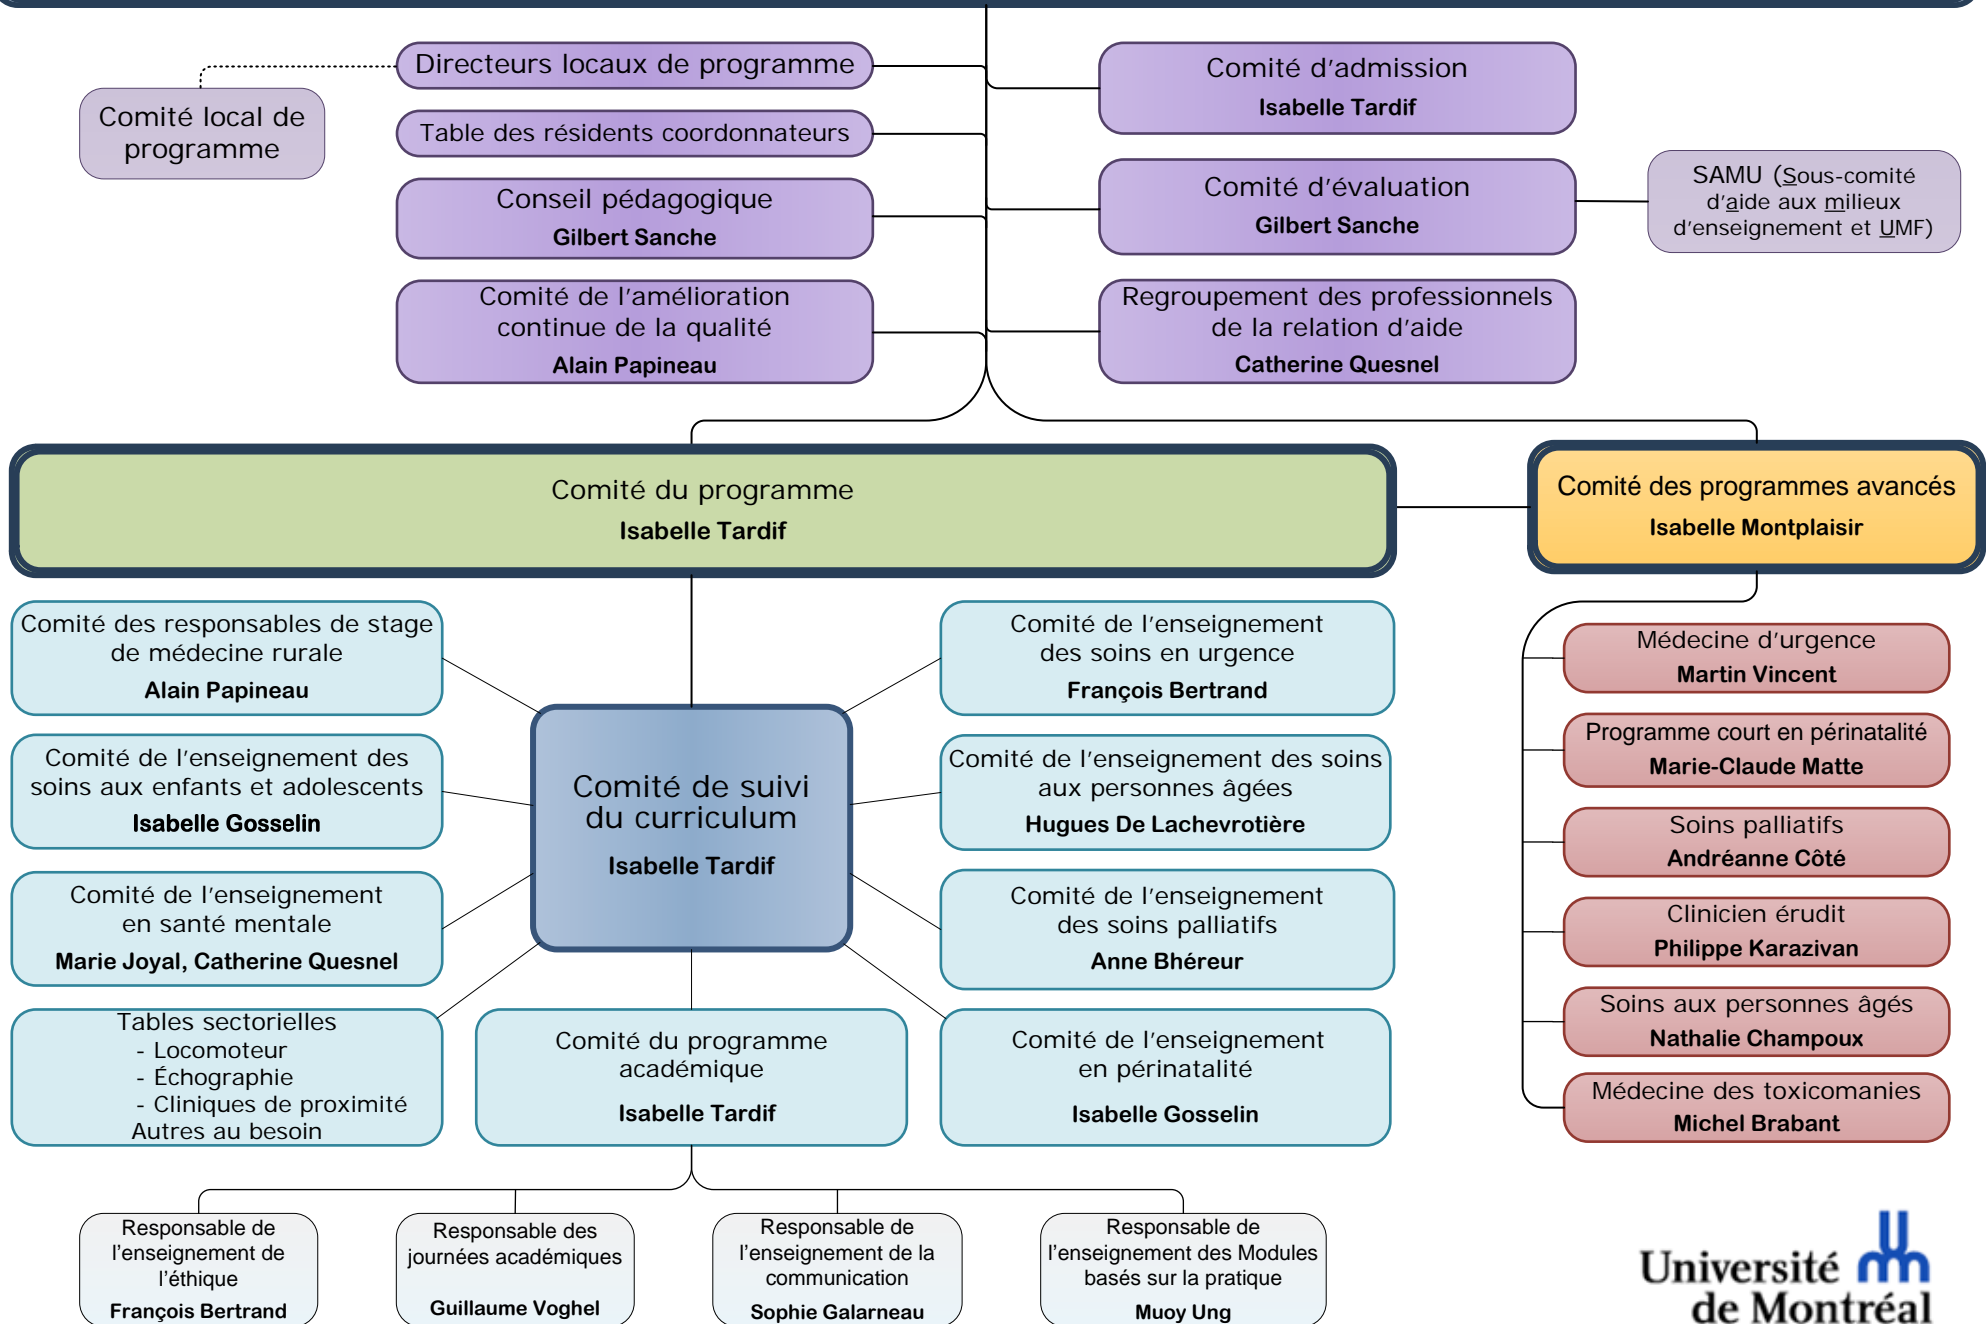 Directeurs locaux de programme
Comité local de
programme
Table des résidents coordonnateurs
Conseil pédagogique
Gilbert Sanche
Comité de l'amélioration
continue de la qualité
Alain Papineau
Comité d'admission
Isabelle Tardif
Comité d'évaluation
Gilbert Sanche
SAMU (Sous-comité
d'aide aux milieux
d'enseignement et UMF)
Regroupement des professionnels
de la relation d'aide
Catherine Quesnel
Comité du programme
Isabelle Tardif
Comité des programmes avancés
Isabelle Montplaisir
Comité des responsables de stage
de médecine rurale
Alain Papineau
Comité de l'enseignement des
soins aux enfants et adolescents
Isabelle Gosselin
Comité de l'enseignement
en santé mentale
Marie Joyal, Catherine Quesnel
Tables sectorielles
- Locomoteur
- Échographie
- Cliniques de proximité
Autres au besoin
Comité de suivi
du curriculum
Isabelle Tardif
Comité du programme
académique
Isabelle Tardif
Comité de l'enseignement
des soins en urgence
François Bertrand
Comité de l'enseignement des soins
aux personnes âgées
Hugues De Lachevrotière
Comité de l'enseignement
des soins palliatifs
Anne Bhéreur
Comité de l'enseignement
en périnatalité
Isabelle Gosselin
Médecine d'urgence
Martin Vincent
Programme court en périnatalité
Marie-Claude Matte
Soins palliatifs
Andréanne Côté
Clinicien érudit
Philippe Karazivan
Soins aux personnes âgés
Nathalie Champoux
Médecine des toxicomanies
Michel Brabant
Responsable de
l'enseignement de
l'éthique
François Bertrand
Responsable des
journées académiques
Guillaume Voghel
Responsable de
l'enseignement de la
communication
Sophie Galarneau
Responsable de
l'enseignement des Modules
basés sur la pratique
Muoy Ung
Université
de Montréal